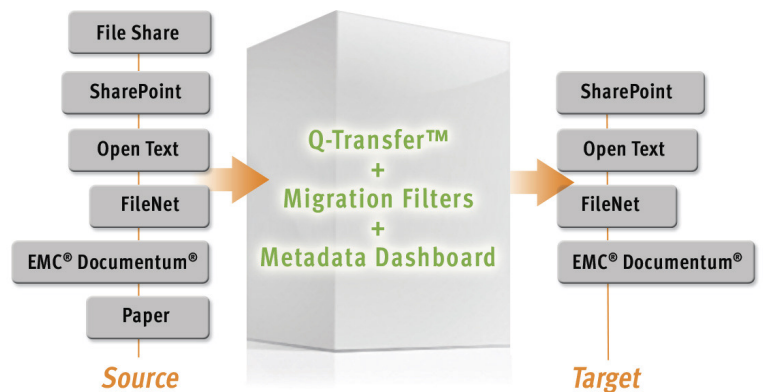 File Share
SharePoint
Open Text
FileNet
EMC® Documentum®
Paper
Source
Q-Transfer™
+
Migration Filters
+
Metadata Dashboard
SharePoint
Open Text
FileNet
EMC® Documentum®
Target